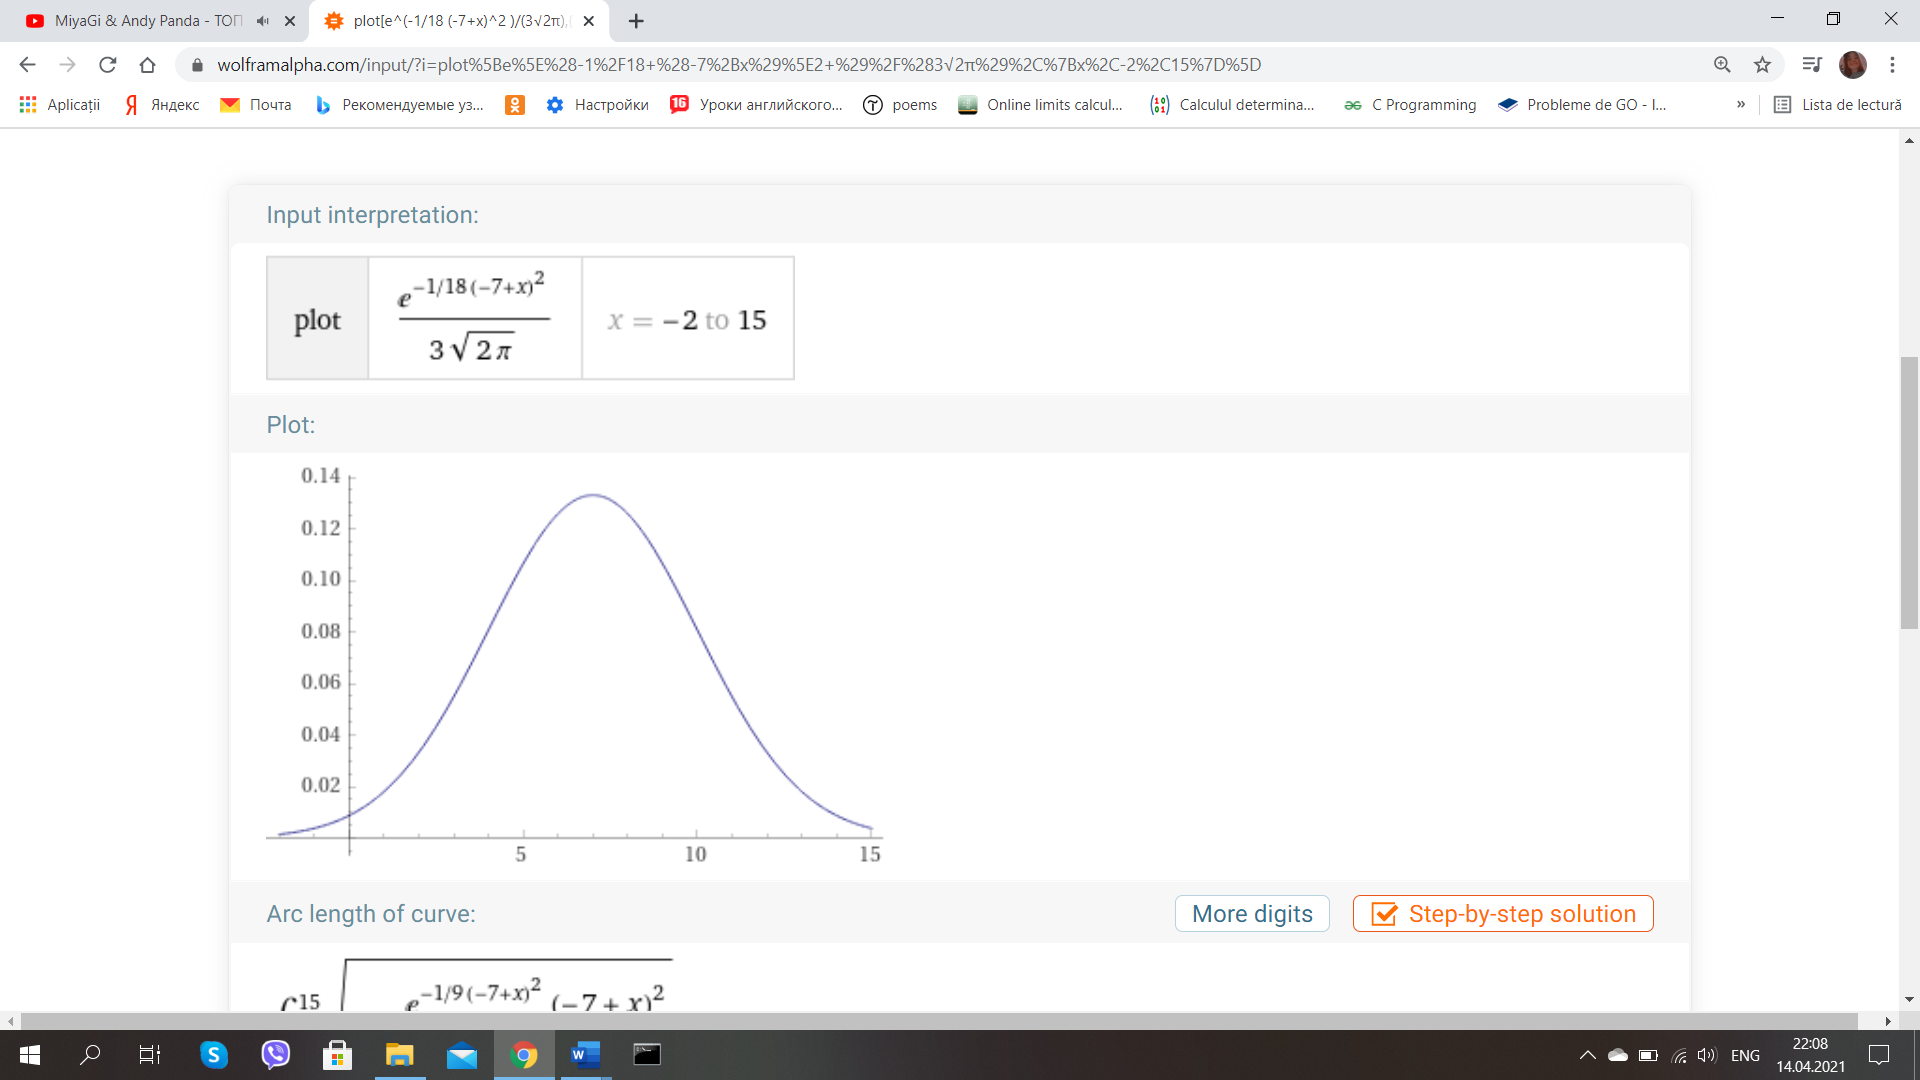 MiyaGi & Andy Panda - ТОП
plot[e^(-1/18 (-7+x)^2 )/(3√2π),
wolframalpha.com/input/?i=plot%5Be%5E%28-1%2F18+%28-7%2Bx%29%5E2+%29%2F%283√2π%29%2C%7Bx%2C-2%2C15%7D%5D
Aplicații Яндекс Почта Рекомендуемые уз... Настройки 16 Уроки английского... poems Online limits calcul... Calculul determina... C Programming Probleme de GO - I... » Lista de lectură
Input interpretation:
plot e^−1/18 (−7+x)^2 / 3 √2 π x = −2 to 15
Plot:
0.14
0.12
0.10
0.08
0.06
0.04
0.02
5 10 15
Arc length of curve: More digits Step-by-step solution
∫15 √ e^−1/9 (−7+x)^2 (−7 + x)^2
ENG
22:08
14.04.2021